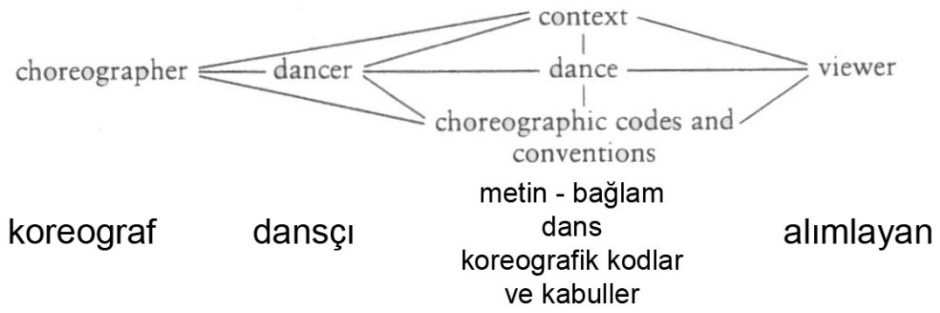 context
choreographer dancer dance viewer
choreographic codes and
conventions
metin - bağlam
koreograf dansçı dans alımlayan
koreografik kodlar
ve kabuller